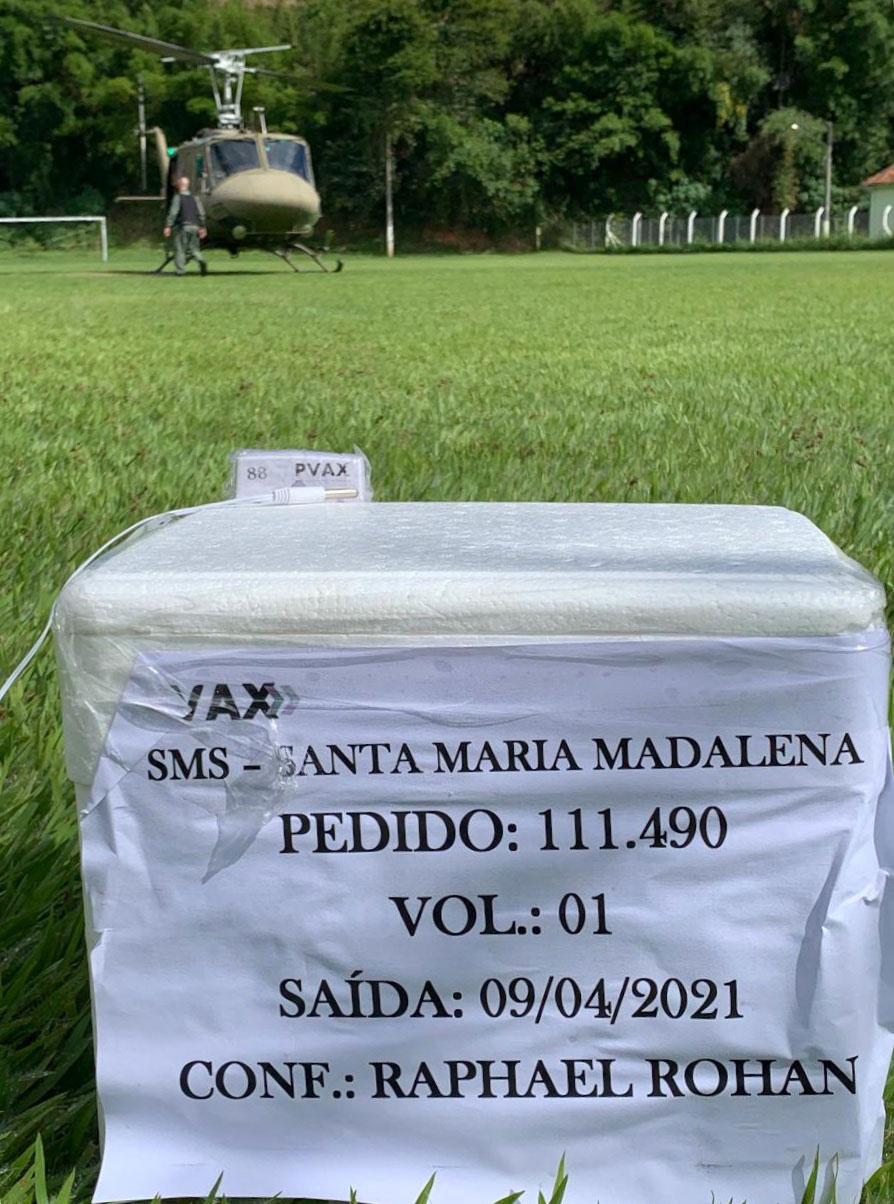 88 PVAX
VAX
SMS – SANTA MARIA MADALENA
PEDIDO: 111.490
VOL.: 01
SAÍDA: 09/04/2021
CONF.: RAPHAEL ROHAN